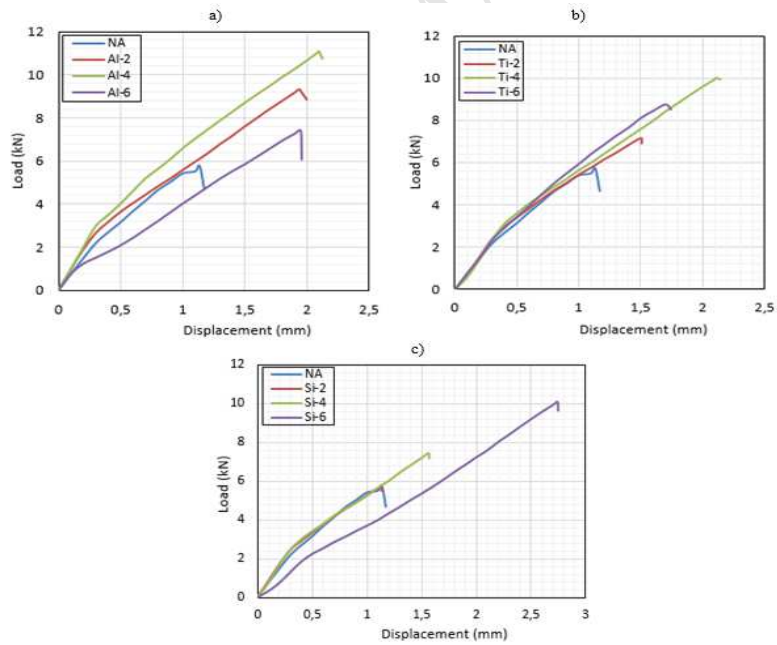 a)
12
10
8
6
4
2
0
Load (kN)
NA
Al-2
Al-4
Al-6
0
0,5
1
1,5
2
2,5
Displacement (mm)
b)
12
10
8
6
4
2
0
Load (kN)
NA
Ti-2
Ti-4
Ti-6
0
0,5
1
1,5
2
2,5
Displacement (mm)
c)
12
10
8
6
4
2
0
Load (kN)
NA
Si-2
Si-4
Si-6
0
0,5
1
1,5
2
2,5
3
Displacement (mm)